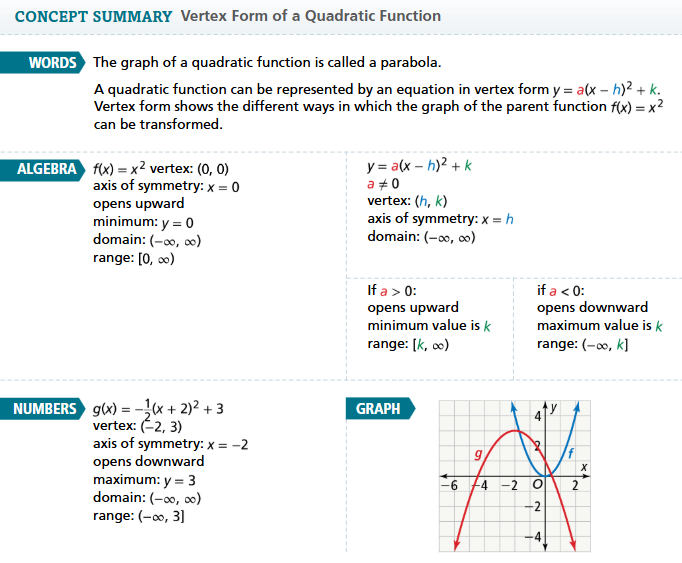 CONCEPT SUMMARY Vertex Form of a Quadratic Function
WORDS The graph of a quadratic function is called a parabola.
A quadratic function can be represented by an equation in vertex form y = a(x – h)² + k.
Vertex form shows the different ways in which the graph of the parent function f(x) = x²
can be transformed.
ALGEBRA f(x) = x² vertex: (0, 0)
axis of symmetry: x = 0
opens upward
minimum: y = 0
domain: (–∞, ∞)
range: [0, ∞)
y = a(x – h)² + k
a ≠ 0
vertex: (h, k)
axis of symmetry: x = h
domain: (–∞, ∞)
If a > 0:
opens upward
minimum value is k
range: [k, ∞)
if a < 0:
opens downward
maximum value is k
range: (–∞, k]
NUMBERS g(x) = –½(x + 2)² + 3
vertex: (–2, 3)
axis of symmetry: x = –2
opens downward
maximum: y = 3
domain: (–∞, ∞)
range: (–∞, 3]
GRAPH
4 y
2
g f
x
–6 –4 –2 O 2
–2
–4